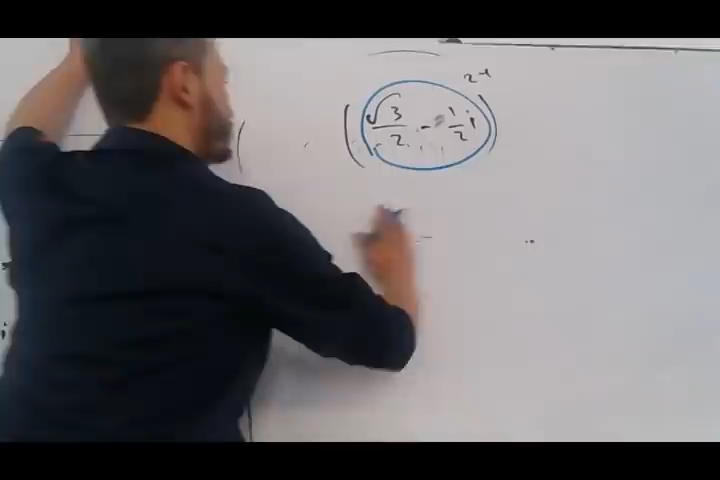 (√3/2 - 1/2 i)